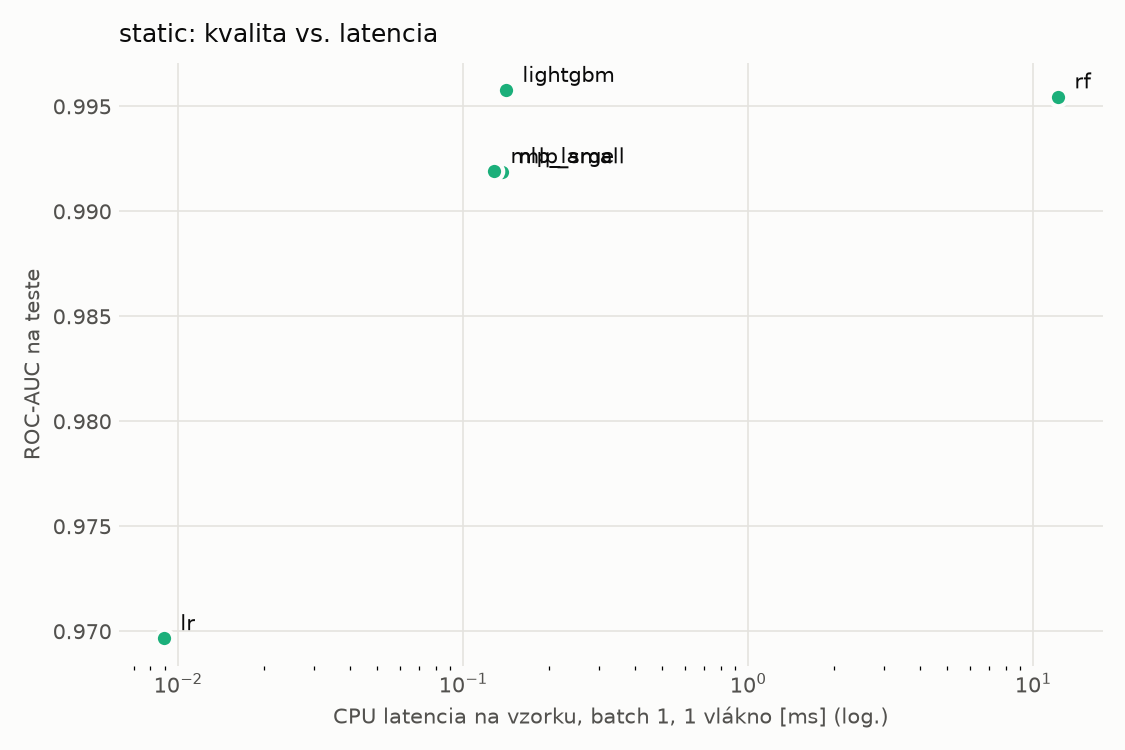 static: kvalita vs. latencia
lightgbm
rf
mlp_large
mlp_small
lr
0.995
0.990
0.985
0.980
0.975
0.970
ROC-AUC na teste
10⁻²
10⁻¹
10⁰
10¹
CPU latencia na vzorku, batch 1, 1 vlákno [ms] (log.)